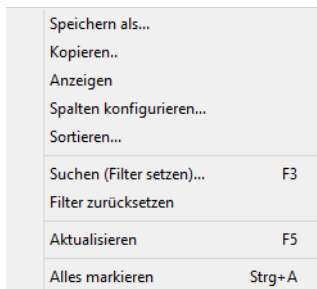 Speichern als...
Kopieren..
Anzeigen
Spalten konfigurieren...
Sortieren...
Suchen (Filter setzen)... F3
Filter zurücksetzen
Aktualisieren F5
Alles markieren Strg+A